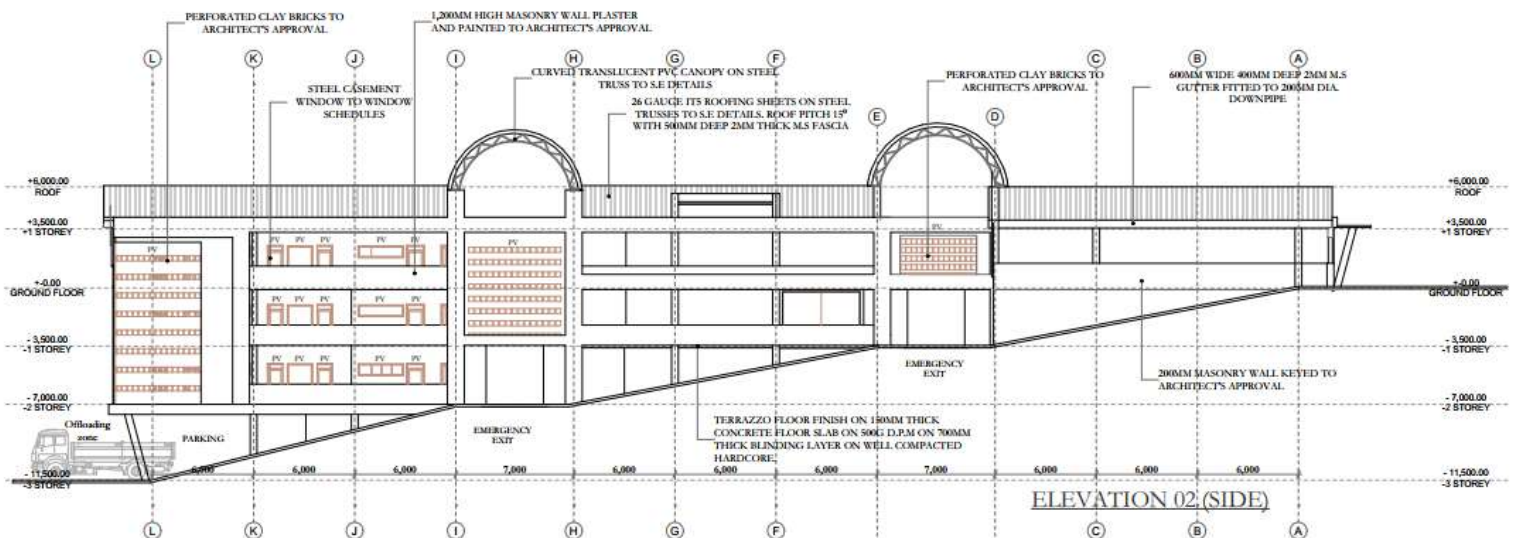 PERFORATED CLAY BRICKS TO
ARCHITECT'S APPROVAL
1,200MM HIGH MASONRY WALL PLASTER
AND PAINTED TO ARCHITECT'S APPROVAL
L
K
J
I
H
G
F
E
D
C
B
A
STEEL CASEMENT
WINDOW TO WINDOW
SCHEDULES
CURVED TRANSLUCENT PVC CANOPY ON STEEL
TRUSS TO S.E DETAILS
26 GAUGE IT5 ROOFING SHEETS ON STEEL
TRUSSES TO S.E DETAILS. ROOF PITCH 15°
WITH 500MM DEEP 2MM THICK M.S FASCIA
PERFORATED CLAY BRICKS TO
ARCHITECT'S APPROVAL
600MM WIDE 400MM DEEP 2MM M.S
GUTTER FITTED TO 200MM DIA.
DOWNPIPE
+6,000.00
ROOF
+6,000.00
ROOF
+3,500.00
+1 STOREY
+3,500.00
+1 STOREY
PV
PV PV PV PV PV
PV
PV
+-0.00
GROUND FLOOR
+-0.00
GROUND FLOOR
PV PV PV PV PV
- 3,500.00
-1 STOREY
- 3,500.00
-1 STOREY
PV PV PV PV PV
EMERGENCY
EXIT
200MM MASONRY WALL KEYED TO
ARCHITECT'S APPROVAL
- 7,000.00
-2 STOREY
- 7,000.00
-2 STOREY
Offloading
zone
PARKING
EMERGENCY
EXIT
TERRAZZO FLOOR FINISH ON 150MM THICK
CONCRETE FLOOR SLAB ON 500G D.P.M ON 700MM
THICK BLINDING LAYER ON WELL COMPACTED
HARDCORE.
- 11,500.00
-3 STOREY
6,700 6,000 6,000 7,000 6,000 6,000 6,000 7,000 6,000 6,000 6,000
- 11,500.00
-3 STOREY
ELEVATION 02 (SIDE)
L
K
J
I
H
G
F
C
B
A